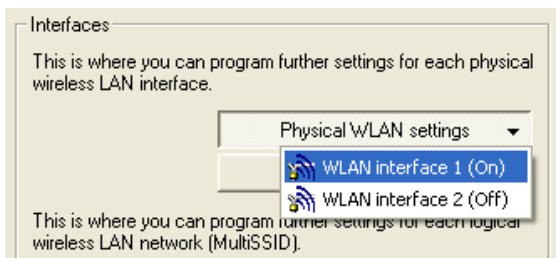 Interfaces
This is where you can program further settings for each physical
wireless LAN interface.
Physical WLAN settings
WLAN interface 1 (On)
WLAN interface 2 (Off)
This is where you can program further settings for each logical
wireless LAN network (MultiSSID).